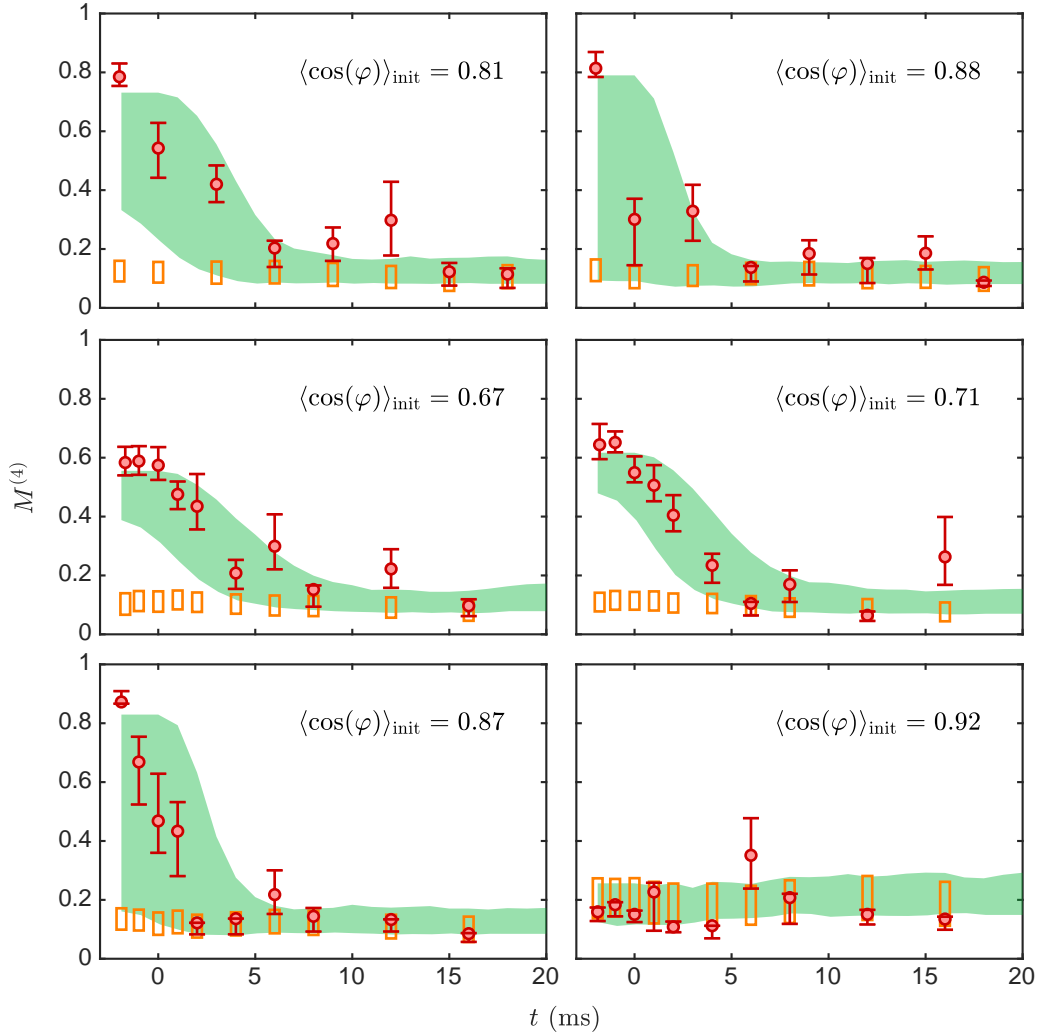 1
0.8
0.6
0.4
0.2
0
⟨cos(φ)⟩init = 0.81
⟨cos(φ)⟩init = 0.88
1
0.8
0.6
0.4
0.2
0
M(4)
⟨cos(φ)⟩init = 0.67
⟨cos(φ)⟩init = 0.71
1
0.8
0.6
0.4
0.2
0
⟨cos(φ)⟩init = 0.87
⟨cos(φ)⟩init = 0.92
0 5 10 15 20
0 5 10 15 20
t (ms)